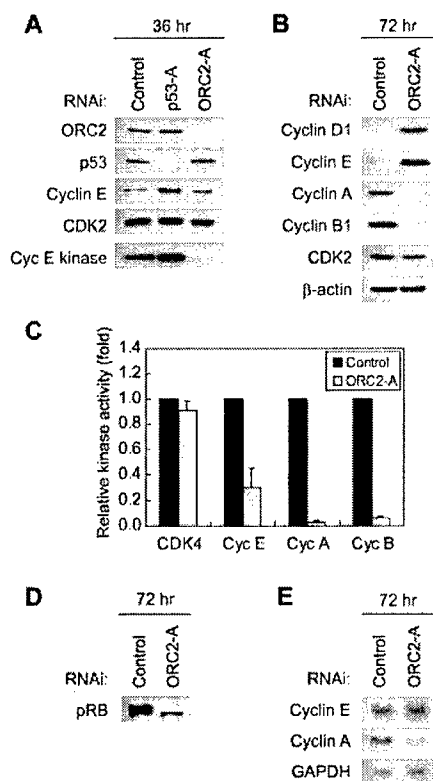 A
36 hr
RNAi:
Control
p53-A
ORC2-A
ORC2
p53
Cyclin E
CDK2
Cyc E kinase
B
72 hr
RNAi:
Control
ORC2-A
Cyclin D1
Cyclin E
Cyclin A
Cyclin B1
CDK2
β-actin
C
Relative kinase activity (fold)
1.4
1.2
1.0
0.8
0.6
0.4
0.2
0.0
Control
ORC2-A
CDK4
Cyc E
Cyc A
Cyc B
D
72 hr
RNAi:
Control
ORC2-A
pRB
E
72 hr
RNAi:
Control
ORC2-A
Cyclin E
Cyclin A
GAPDH